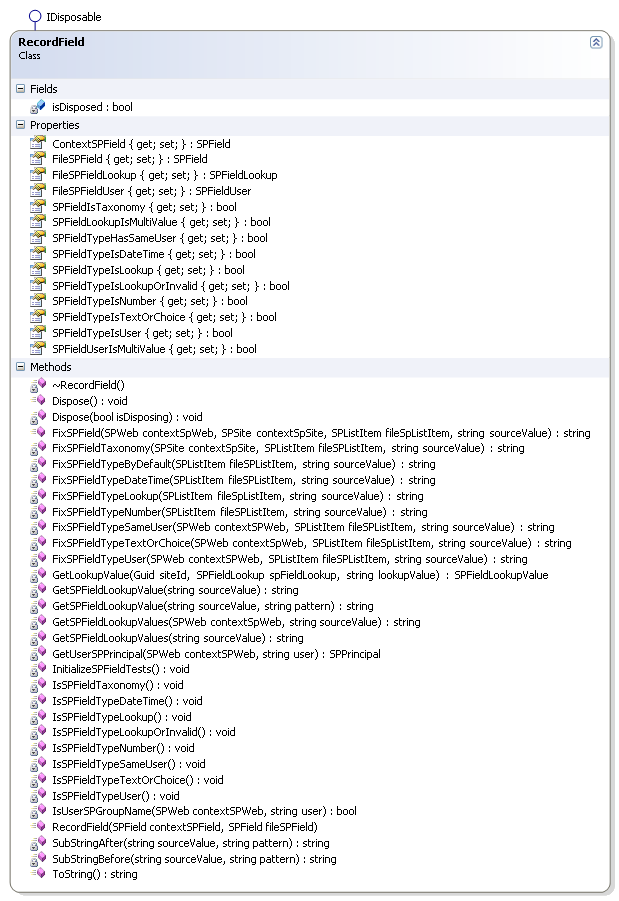 IDisposable
RecordField
Class
Fields
isDisposed : bool
Properties
ContextSPField { get; set; } : SPField
FileSPField { get; set; } : SPField
FileSPFieldLookup { get; set; } : SPFieldLookup
FileSPFieldUser { get; set; } : SPFieldUser
SPFieldIsTaxonomy { get; set; } : bool
SPFieldLookupIsMultiValue { get; set; } : bool
SPFieldTypeHasSameUser { get; set; } : bool
SPFieldTypeIsDateTime { get; set; } : bool
SPFieldTypeIsLookup { get; set; } : bool
SPFieldTypeIsLookupOrInvalid { get; set; } : bool
SPFieldTypeIsNumber { get; set; } : bool
SPFieldTypeIsTextOrChoice { get; set; } : bool
SPFieldTypeIsUser { get; set; } : bool
SPFieldUserIsMultiValue { get; set; } : bool
Methods
~RecordField()
Dispose() : void
Dispose(bool isDisposing) : void
FixSPField(SPWeb contextSpWeb, SPSite contextSpSite, SPListItem fileSpListItem, string sourceValue) : string
FixSPFieldTaxonomy(SPSite contextSpSite, SPListItem fileSPListItem, string sourceValue) : string
FixSPFieldTypeByDefault(SPListItem fileSPListItem, string sourceValue) : string
FixSPFieldTypeDateTime(SPListItem fileSPListItem, string sourceValue) : string
FixSPFieldTypeLookup(SPListItem fileSpListItem, string sourceValue) : string
FixSPFieldTypeNumber(SPListItem fileSPListItem, string sourceValue) : string
FixSPFieldTypeSameUser(SPWeb contextSPWeb, SPListItem fileSPListItem, string sourceValue) : string
FixSPFieldTypeTextOrChoice(SPWeb contextSpWeb, SPListItem fileSpListItem, string sourceValue) : string
FixSPFieldTypeUser(SPWeb contextSPWeb, SPListItem fileSPListItem, string sourceValue) : string
GetLookupValue(Guid siteId, SPFieldLookup spFieldLookup, string lookupValue) : SPFieldLookupValue
GetSPFieldLookupValue(string sourceValue) : string
GetSPFieldLookupValue(string sourceValue, string pattern) : string
GetSPFieldLookupValues(SPWeb contextSpWeb, string sourceValue) : string
GetSPFieldLookupValues(string sourceValue) : string
GetUserSPPrincipal(SPWeb contextSPWeb, string user) : SPPrincipal
InitializeSPFieldTests() : void
IsSPFieldTaxonomy() : void
IsSPFieldTypeDateTime() : void
IsSPFieldTypeLookup() : void
IsSPFieldTypeLookupOrInvalid() : void
IsSPFieldTypeNumber() : void
IsSPFieldTypeSameUser() : void
IsSPFieldTypeTextOrChoice() : void
IsSPFieldTypeUser() : void
IsUserSPGroupName(SPWeb contextSPWeb, string user) : bool
RecordField(SPField contextSPField, SPField fileSPField)
SubStringAfter(string sourceValue, string pattern) : string
SubStringBefore(string sourceValue, string pattern) : string
ToString() : string